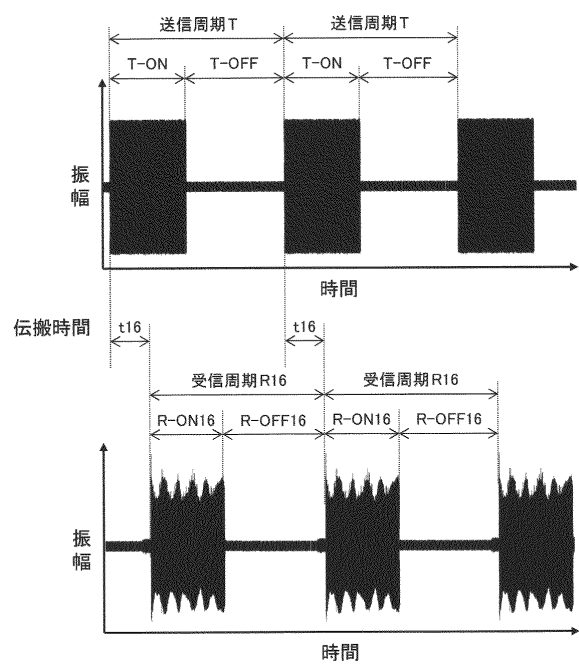 送信周期T 送信周期T
T-ON T-OFF T-ON T-OFF
振幅
時間
伝搬時間 t16 t16
受信周期R16 受信周期R16
R-ON16 R-OFF16 R-ON16 R-OFF16
振幅
時間